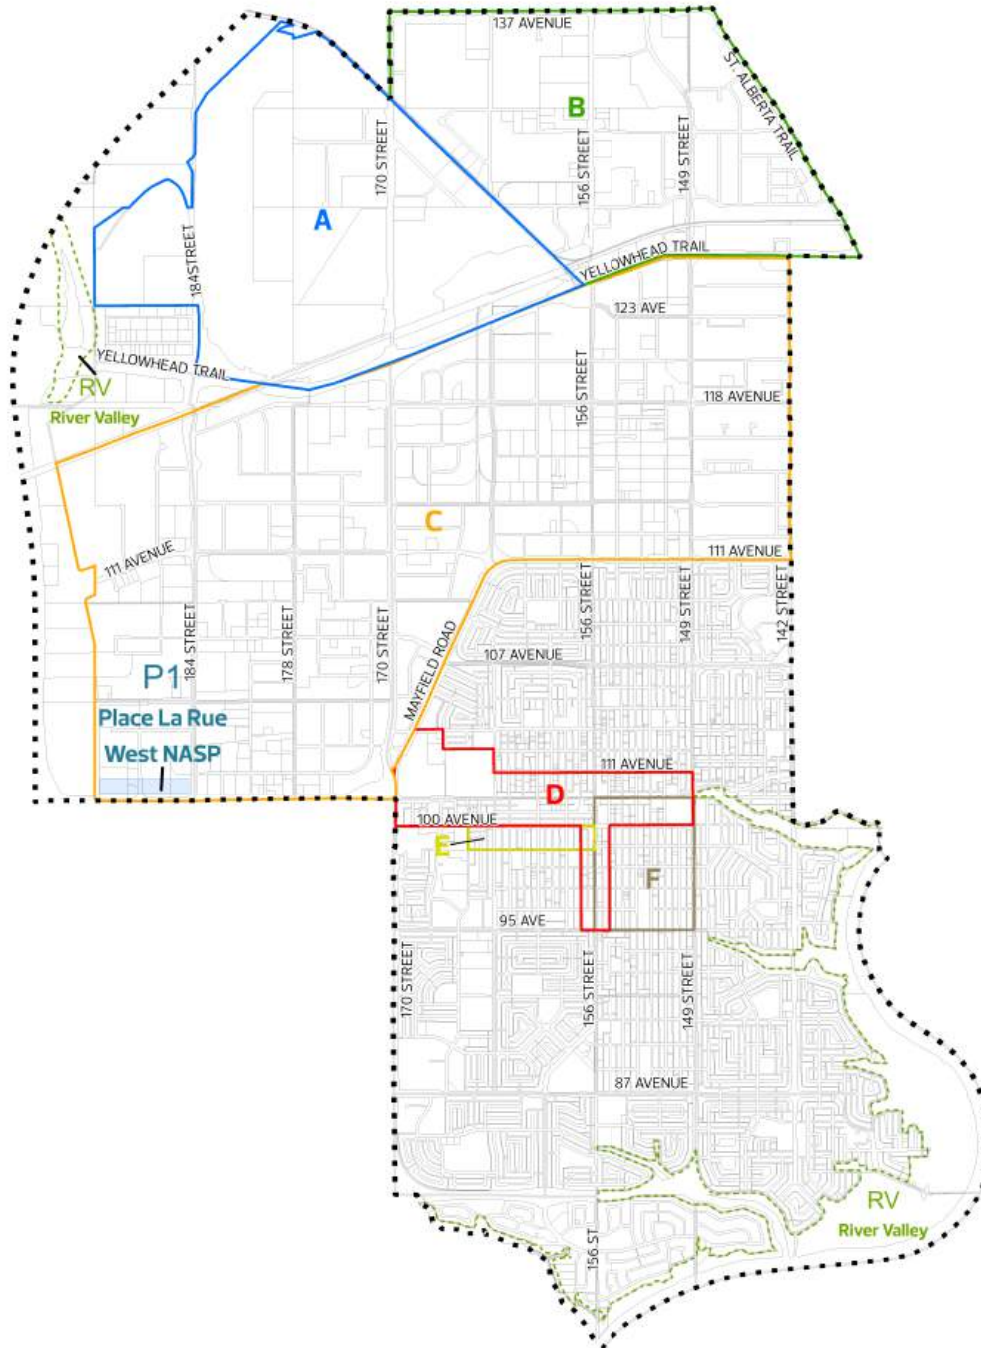 137 AVENUE
ST. ALBERTA TRAIL
B
170 STREET
156 STREET
149 STREET
A
184STREET
YELLOWHEAD TRAIL
123 AVE
YELLOWHEAD TRAIL
RV
River Valley
156 STREET
118 AVENUE
C
111 AVENUE
111 AVENUE
184 STREET
178 STREET
170 STREET
156 STREET
149 STREET
142 STREET
MAYFIELD ROAD
107 AVENUE
P1
Place La Rue
West NASP
111 AVENUE
D
100 AVENUE
E
F
95 AVE
170 STREET
156 STREET
149 STREET
87 AVENUE
RV
River Valley
156 ST